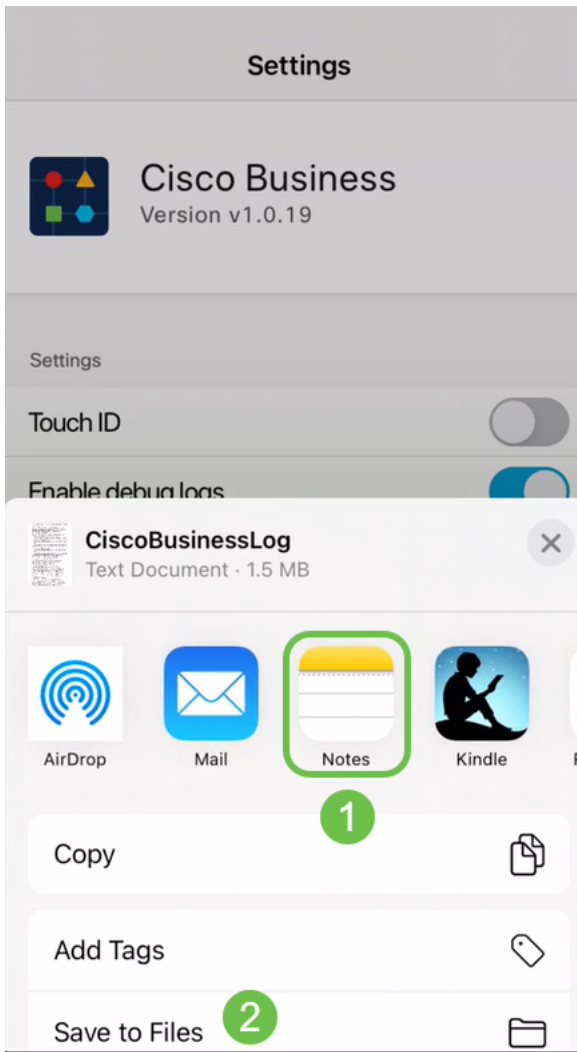 Settings
Cisco Business
Version v1.0.19
Settings
Touch ID
Enable debug logs
CiscoBusinessLog
Text Document · 1.5 MB
AirDrop Mail Notes Kindle
1
Copy
Add Tags
Save to Files 2